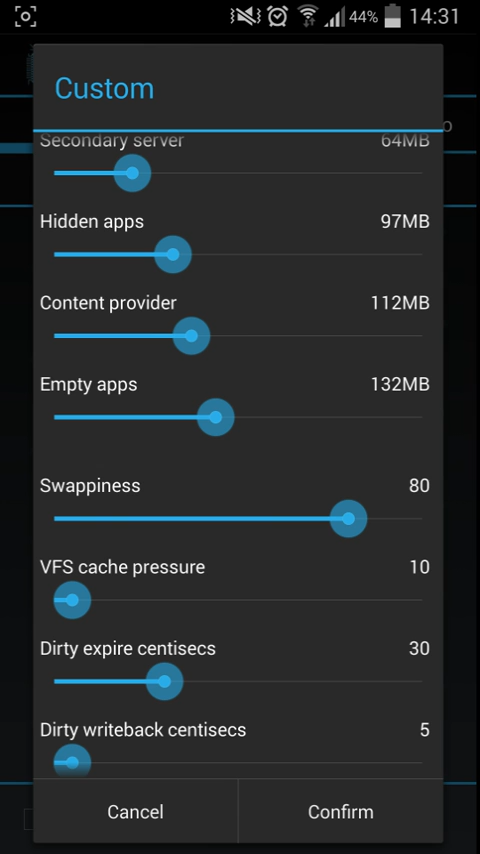 44% 14:31
Custom
Secondary server 64MB
Hidden apps 97MB
Content provider 112MB
Empty apps 132MB
Swappiness 80
VFS cache pressure 10
Dirty expire centisecs 30
Dirty writeback centisecs 5
Cancel Confirm